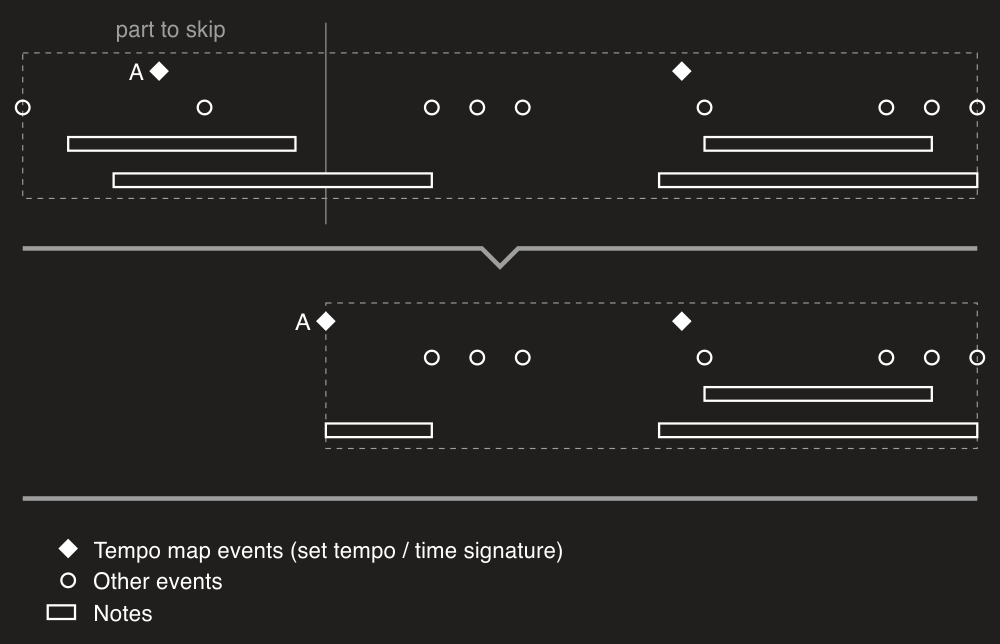 part to skip
A
A
Tempo map events (set tempo / time signature)
Other events
Notes